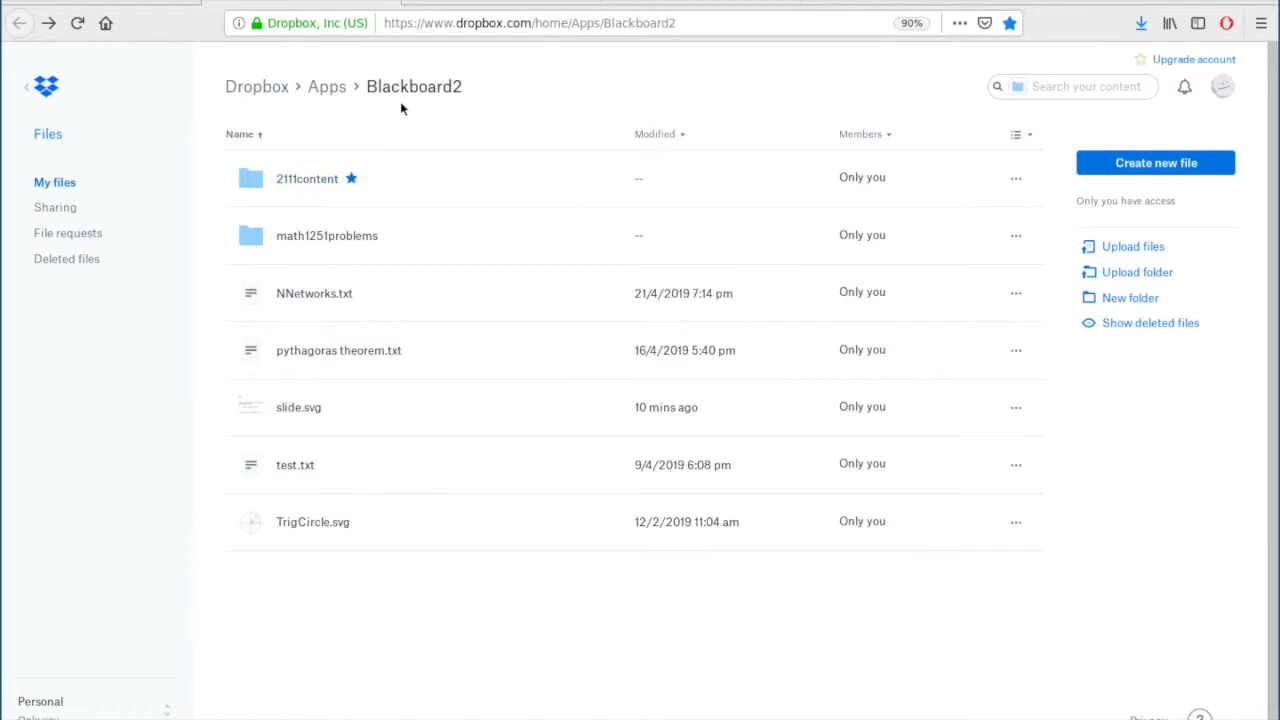 Dropbox, Inc (US) https://www.dropbox.com/home/Apps/Blackboard2 90%
Upgrade account
Dropbox › Apps › Blackboard2
Search your content
Files
My files
Sharing
File requests
Deleted files
Name Modified Members
2111content -- Only you
math1251problems -- Only you
NNetworks.txt 21/4/2019 7:14 pm Only you
pythagoras theorem.txt 16/4/2019 5:40 pm Only you
slide.svg 10 mins ago Only you
test.txt 9/4/2019 6:08 pm Only you
TrigCircle.svg 12/2/2019 11:04 am Only you
Create new file
Only you have access
Upload files
Upload folder
New folder
Show deleted files
Personal
Only you
Privacy ?